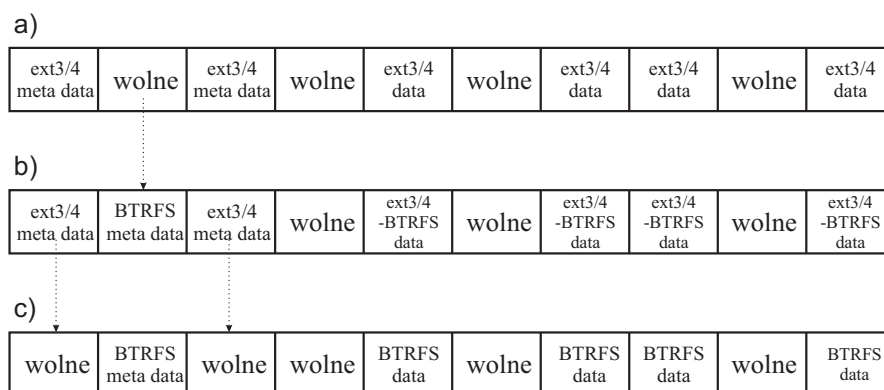 a)
ext3/4 wolne ext3/4 wolne ext3/4 wolne ext3/4 ext3/4 wolne ext3/4
meta data meta data data data data data
b)
ext3/4 BTRFS ext3/4 wolne ext3/4 wolne ext3/4 ext3/4 wolne ext3/4
meta data meta data meta data -BTRFS -BTRFS -BTRFS -BTRFS
data data data data
c)
wolne BTRFS wolne wolne BTRFS wolne BTRFS BTRFS wolne BTRFS
meta data data data data data